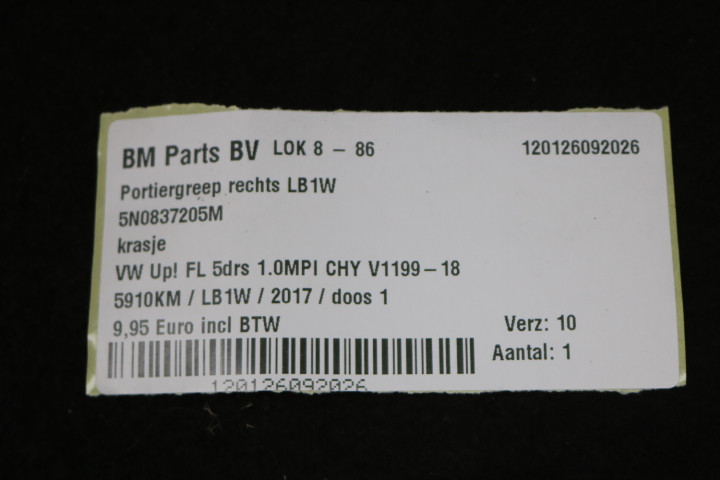 BM Parts BV LOK 8 - 86 120126092026
Portiergreep rechts LB1W
5N0837205M
krasje
VW Up! FL 5drs 1.0MPI CHY V1199-18
5910KM / LB1W / 2017 / doos 1
9,95 Euro incl BTW Verz: 10
Aantal: 1
120126092026